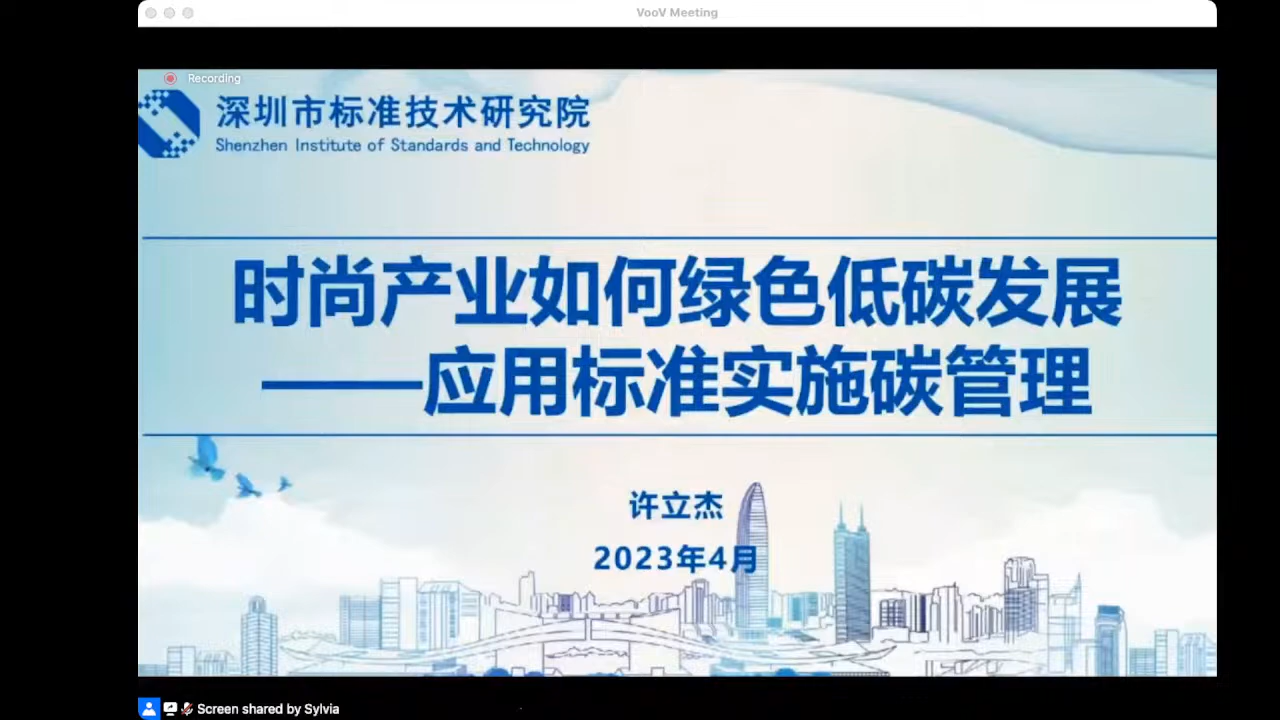 VooV Meeting
Recording
深圳市标准技术研究院
Shenzhen Institute of Standards and Technology
时尚产业如何绿色低碳发展
——应用标准实施碳管理
许立杰
2023年4月
Screen shared by Sylvia